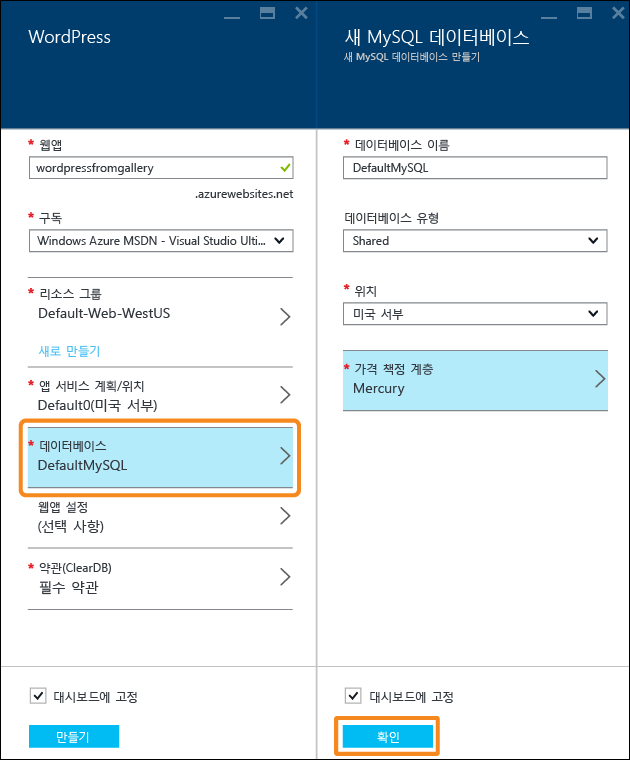 WordPress
* 웹앱
wordpressfromgallery
.azurewebsites.net
* 구독
Windows Azure MSDN - Visual Studio Ulti...
* 리소스 그룹
Default-Web-WestUS
새로 만들기
* 앱 서비스 계획/위치
Default0(미국 서부)
* 데이터베이스
DefaultMySQL
웹앱 설정
(선택 사항)
* 약관(ClearDB)
필수 약관
대시보드에 고정
만들기
새 MySQL 데이터베이스
새 MySQL 데이터베이스 만들기
* 데이터베이스 이름
DefaultMySQL
데이터베이스 유형
Shared
* 위치
미국 서부
* 가격 책정 계층
Mercury
대시보드에 고정
확인